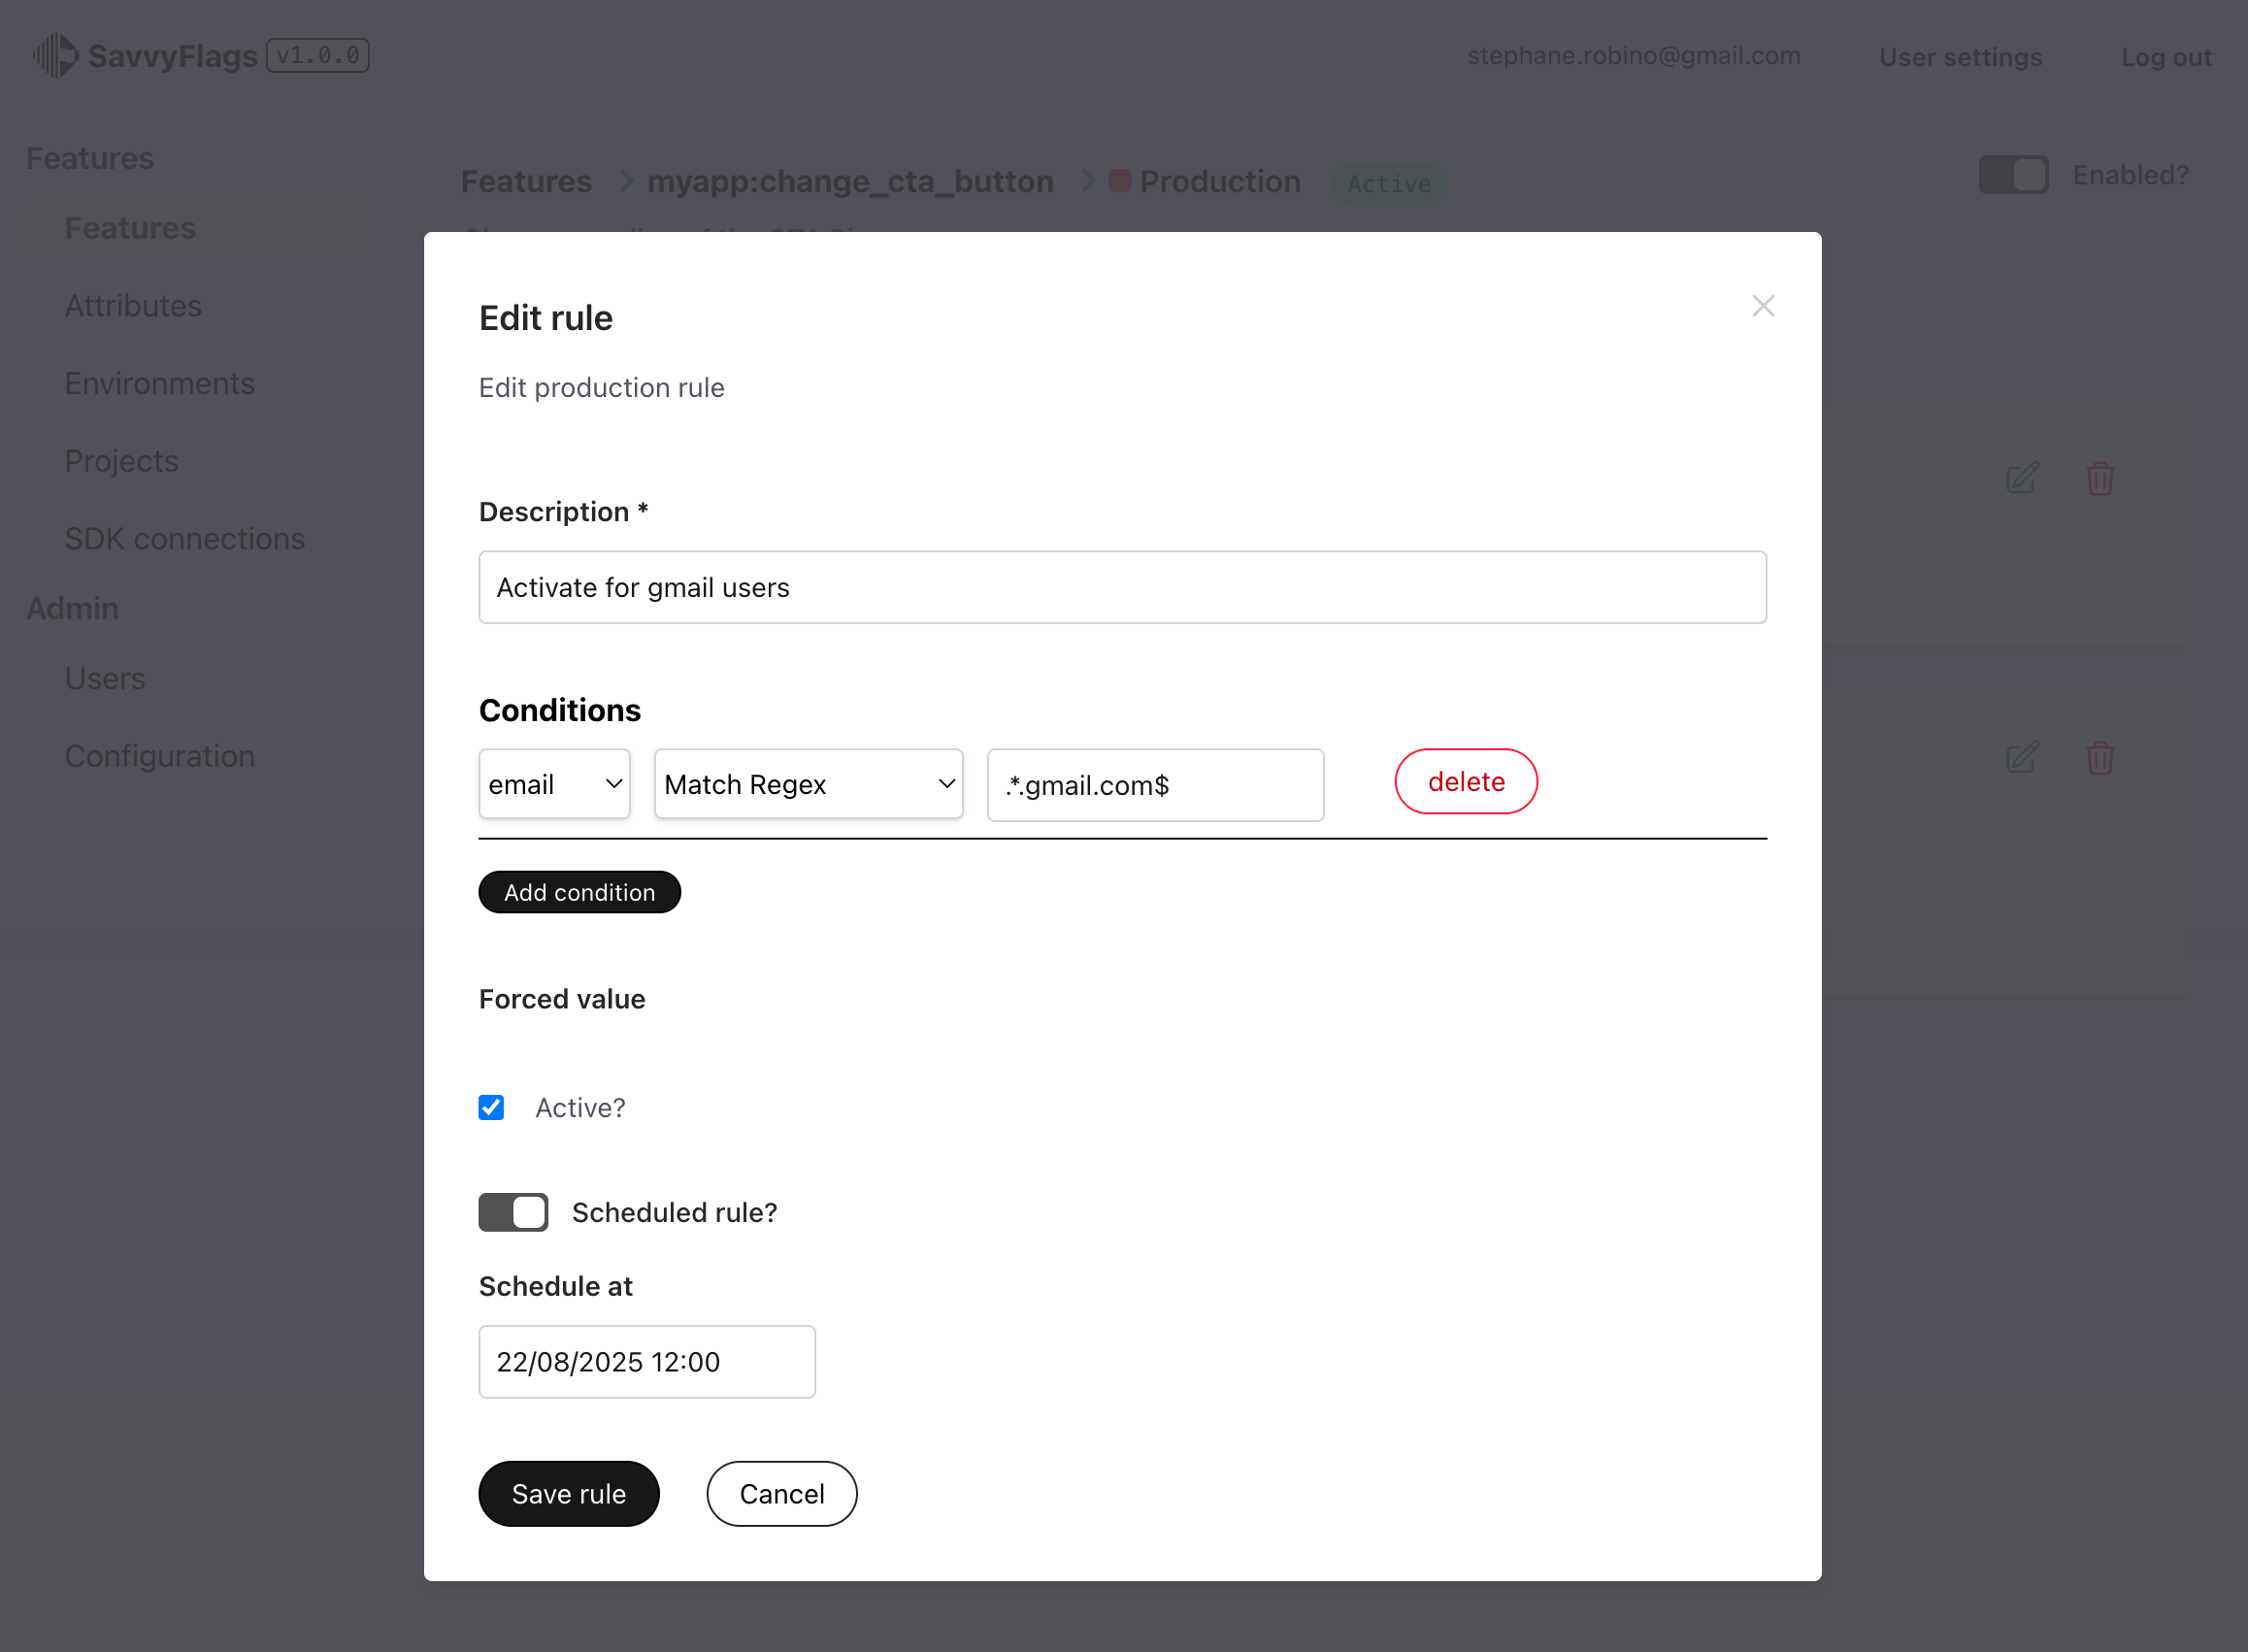 SavvyFlags v1.0.0
stephane.robino@gmail.com User settings Log out
Features
Features
Attributes
Environments
Projects
SDK connections
Admin
Users
Configuration
Features myapp:change_cta_button Production Active
Enabled?
Edit rule
Edit production rule
Description *
Activate for gmail users
Conditions
email Match Regex .*.gmail.com$ delete
Add condition
Forced value
Active?
Scheduled rule?
Schedule at
22/08/2025 12:00
Save rule Cancel